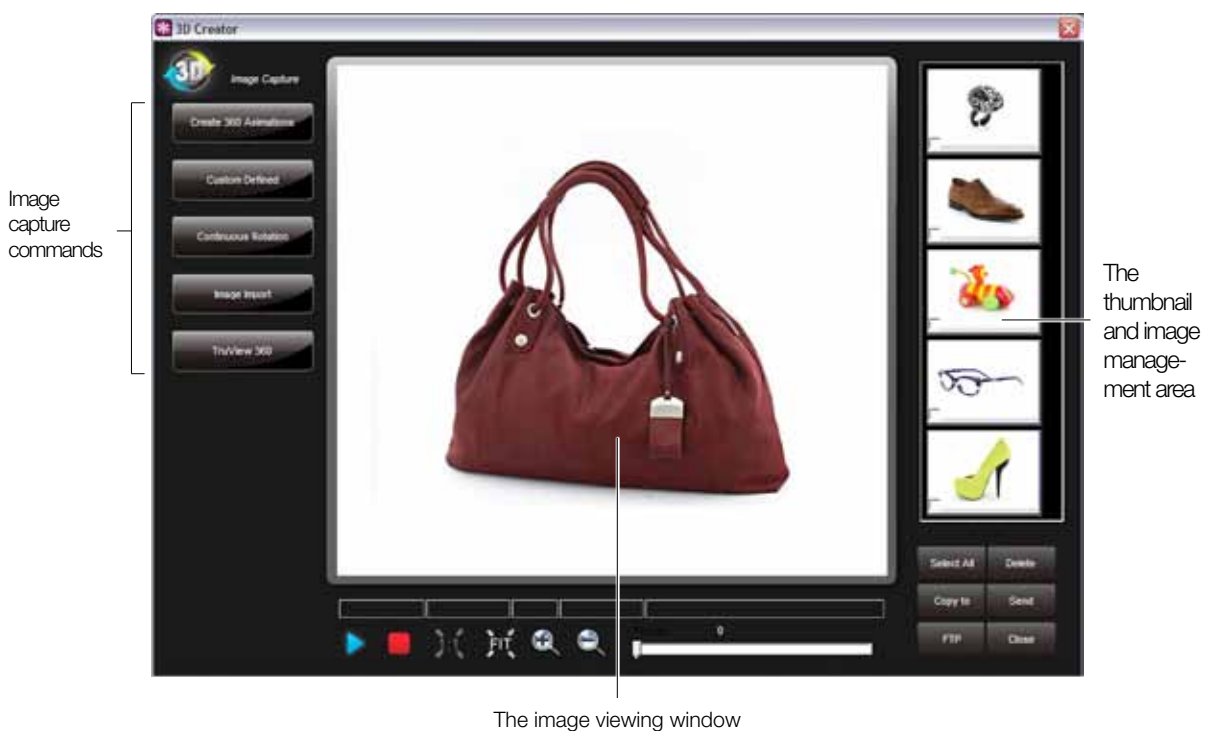 3D Creator
3D
Image Capture
Create 360 Animations
Custom Defined
Continuous Rotation
Image Import
TruView 360
Image
capture
commands
The
thumbnail
and image
manage-
ment area
Select All
Delete
Copy to
Send
FTP
Close
0
FIT
The image viewing window